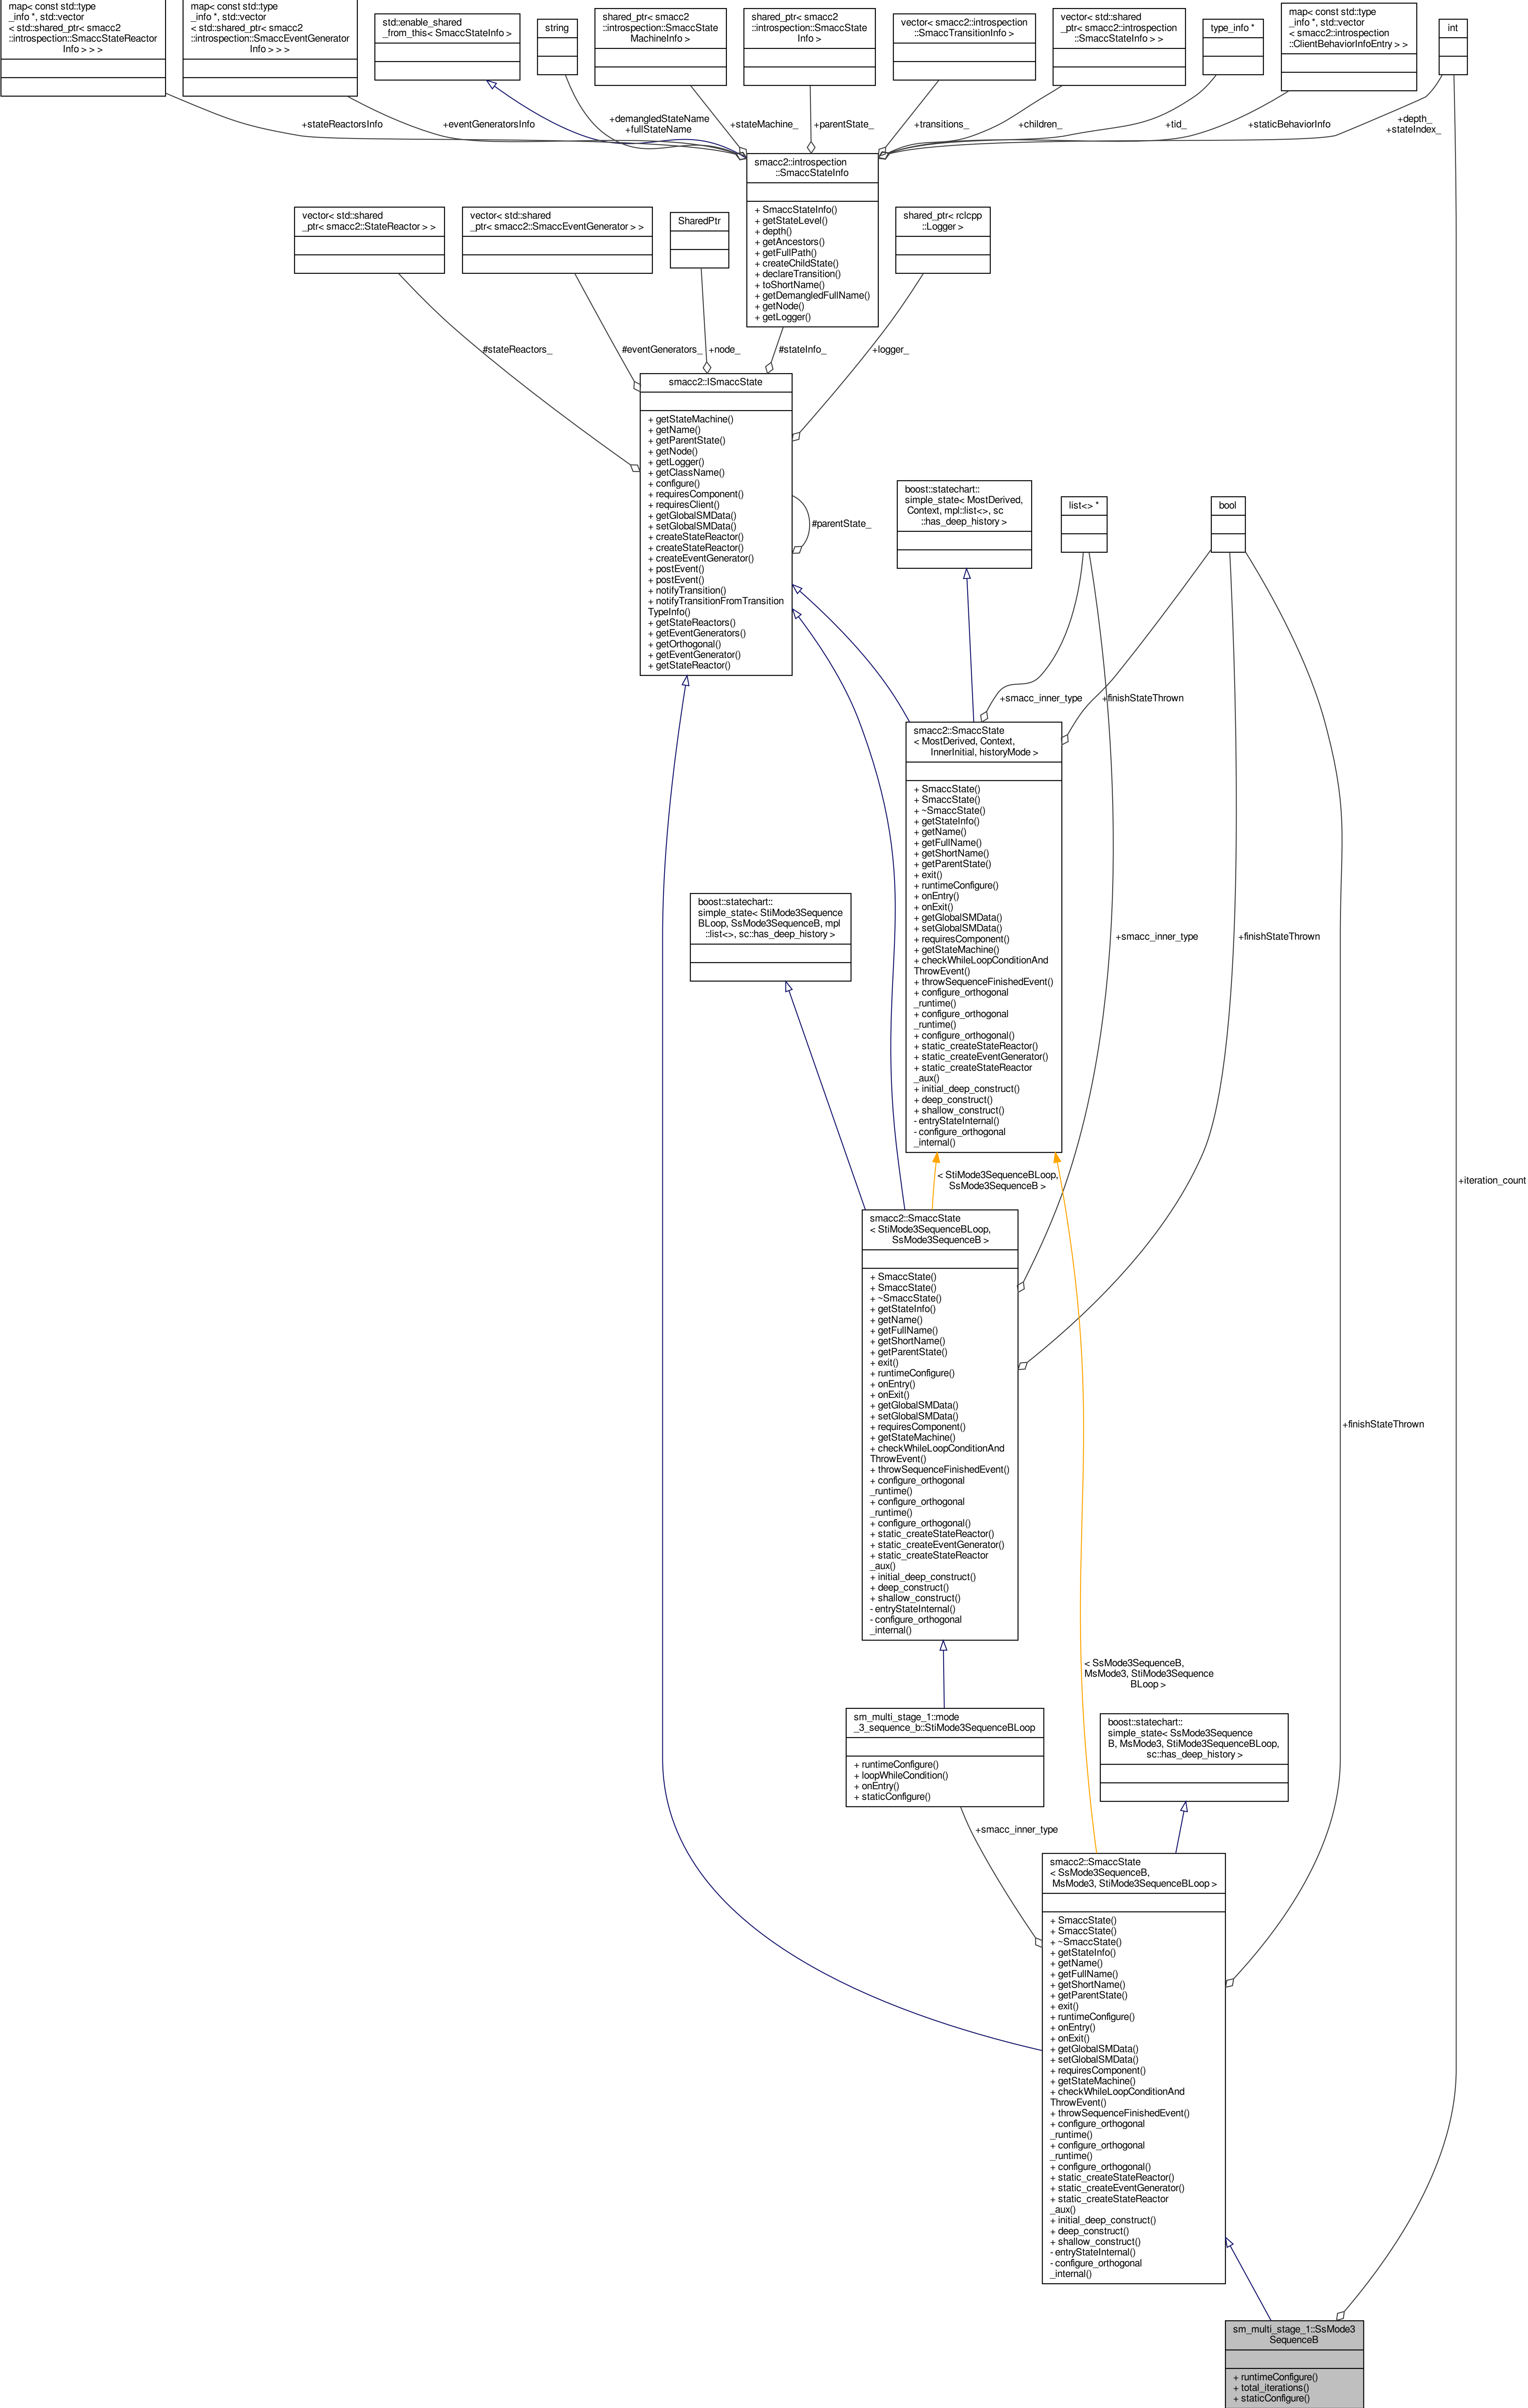 map< const std::type
_info *, std::vector
< std::shared_ptr< smacc2
::introspection::SmaccStateReactor
Info > > >
map< const std::type
_info *, std::vector
< std::shared_ptr< smacc2
::introspection::SmaccEventGenerator
Info > > >
std::enable_shared
_from_this< SmaccStateInfo >
string
shared_ptr< smacc2
::introspection::SmaccState
MachineInfo >
shared_ptr< smacc2
::introspection::SmaccState
Info >
vector< smacc2::introspection
::SmaccTransitionInfo >
vector< std::shared
_ptr< smacc2::introspection
::SmaccStateInfo > >
type_info *
map< const std::type
_info *, std::vector
< smacc2::introspection
::ClientBehaviorInfoEntry > >
int
+stateReactorsInfo
+eventGeneratorsInfo
+demangledStateName
+fullStateName
+stateMachine_
+parentState_
+transitions_
+children_
+tid_
+staticBehaviorInfo
+depth_
+stateIndex_
smacc2::introspection
::SmaccStateInfo
+ SmaccStateInfo()
+ getStateLevel()
+ depth()
+ getAncestors()
+ getFullPath()
+ createChildState()
+ declareTransition()
+ toShortName()
+ getDemangledFullName()
+ getNode()
+ getLogger()
vector< std::shared
_ptr< smacc2::StateReactor > >
vector< std::shared
_ptr< smacc2::SmaccEventGenerator > >
SharedPtr
shared_ptr< rclcpp
::Logger >
#stateReactors_
#eventGenerators_
+node_
#stateInfo_
+logger_
smacc2::ISmaccState
+ getStateMachine()
+ getName()
+ getParentState()
+ getNode()
+ getLogger()
+ getClassName()
+ configure()
+ requiresComponent()
+ requiresClient()
+ getGlobalSMData()
+ setGlobalSMData()
+ createStateReactor()
+ createStateReactor()
+ createEventGenerator()
+ postEvent()
+ postEvent()
+ notifyTransition()
+ notifyTransitionFromTransition
TypeInfo()
+ getStateReactors()
+ getEventGenerators()
+ getOrthogonal()
+ getEventGenerator()
+ getStateReactor()
#parentState_
boost::statechart::
simple_state< MostDerived,
Context, mpl::list<>, sc
::has_deep_history >
list<> *
bool
+smacc_inner_type
+finishStateThrown
smacc2::SmaccState
< MostDerived, Context,
InnerInitial, historyMode >
+ SmaccState()
+ SmaccState()
+ ~SmaccState()
+ getStateInfo()
+ getName()
+ getFullName()
+ getShortName()
+ getParentState()
+ exit()
+ runtimeConfigure()
+ onEntry()
+ onExit()
+ getGlobalSMData()
+ setGlobalSMData()
+ requiresComponent()
+ getStateMachine()
+ checkWhileLoopConditionAnd
ThrowEvent()
+ throwSequenceFinishedEvent()
+ configure_orthogonal
_runtime()
+ configure_orthogonal
_runtime()
+ configure_orthogonal()
+ static_createStateReactor()
+ static_createEventGenerator()
+ static_createStateReactor
_aux()
+ initial_deep_construct()
+ deep_construct()
+ shallow_construct()
- entryStateInternal()
- configure_orthogonal
_internal()
boost::statechart::
simple_state< StiMode3Sequence
BLoop, SsMode3SequenceB, mpl
::list<>, sc::has_deep_history >
+smacc_inner_type
+finishStateThrown
< StiMode3SequenceBLoop,
SsMode3SequenceB >
+iteration_count
smacc2::SmaccState
< StiMode3SequenceBLoop,
SsMode3SequenceB >
+ SmaccState()
+ SmaccState()
+ ~SmaccState()
+ getStateInfo()
+ getName()
+ getFullName()
+ getShortName()
+ getParentState()
+ exit()
+ runtimeConfigure()
+ onEntry()
+ onExit()
+ getGlobalSMData()
+ setGlobalSMData()
+ requiresComponent()
+ getStateMachine()
+ checkWhileLoopConditionAnd
ThrowEvent()
+ throwSequenceFinishedEvent()
+ configure_orthogonal
_runtime()
+ configure_orthogonal
_runtime()
+ configure_orthogonal()
+ static_createStateReactor()
+ static_createEventGenerator()
+ static_createStateReactor
_aux()
+ initial_deep_construct()
+ deep_construct()
+ shallow_construct()
- entryStateInternal()
- configure_orthogonal
_internal()
+finishStateThrown
< SsMode3SequenceB,
MsMode3, StiMode3Sequence
BLoop >
sm_multi_stage_1::mode
_3_sequence_b::StiMode3SequenceBLoop
+ runtimeConfigure()
+ loopWhileCondition()
+ onEntry()
+ staticConfigure()
boost::statechart::
simple_state< SsMode3Sequence
B, MsMode3, StiMode3SequenceBLoop,
sc::has_deep_history >
+smacc_inner_type
smacc2::SmaccState
< SsMode3SequenceB,
MsMode3, StiMode3SequenceBLoop >
+ SmaccState()
+ SmaccState()
+ ~SmaccState()
+ getStateInfo()
+ getName()
+ getFullName()
+ getShortName()
+ getParentState()
+ exit()
+ runtimeConfigure()
+ onEntry()
+ onExit()
+ getGlobalSMData()
+ setGlobalSMData()
+ requiresComponent()
+ getStateMachine()
+ checkWhileLoopConditionAnd
ThrowEvent()
+ throwSequenceFinishedEvent()
+ configure_orthogonal
_runtime()
+ configure_orthogonal
_runtime()
+ configure_orthogonal()
+ static_createStateReactor()
+ static_createEventGenerator()
+ static_createStateReactor
_aux()
+ initial_deep_construct()
+ deep_construct()
+ shallow_construct()
- entryStateInternal()
- configure_orthogonal
_internal()
sm_multi_stage_1::SsMode3
SequenceB
+ runtimeConfigure()
+ total_iterations()
+ staticConfigure()